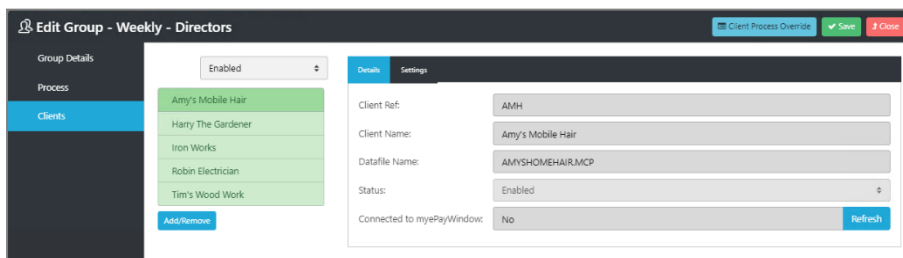 Edit Group - Weekly - Directors
Client Process Override
Save
Close
Group Details
Process
Clients
Enabled
Amy's Mobile Hair
Harry The Gardener
Iron Works
Robin Electrician
Tim's Wood Work
Add/Remove
Details Settings
Client Ref: AMH
Client Name: Amy's Mobile Hair
Datafile Name: AMYSHOMEHAIR.MCP
Status: Enabled
Connected to myePayWindow: No Refresh